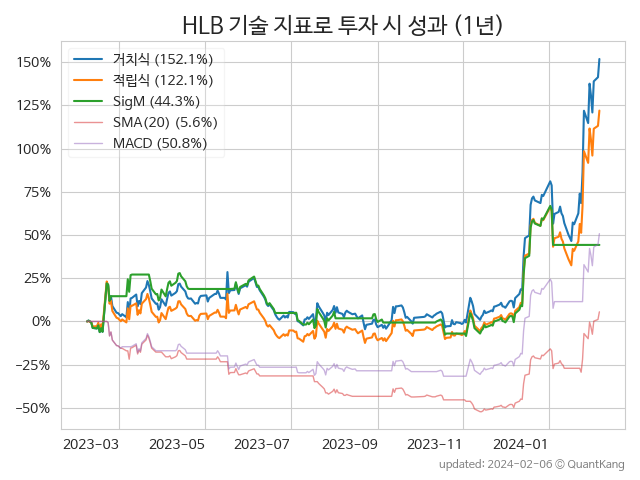 HLB 기술 지표로 투자 시 성과 (1년)
150%
125%
100%
75%
50%
25%
0%
−25%
−50%
거치식 (152.1%)
적립식 (122.1%)
SigM (44.3%)
SMA(20) (5.6%)
MACD (50.8%)
2023-03 2023-05 2023-07 2023-09 2023-11 2024-01
updated: 2024-02-06 © QuantKang